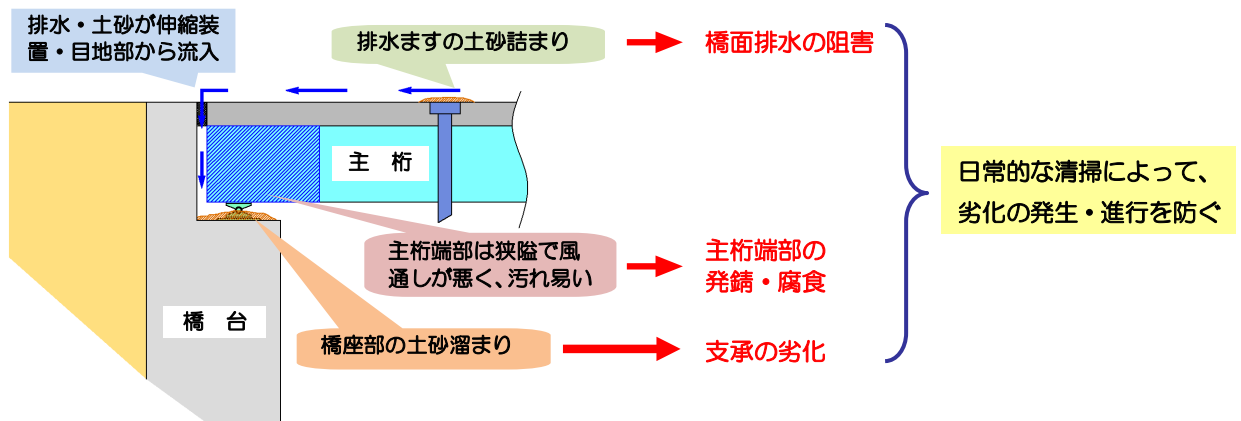 排水・土砂が伸縮装
置・目地部から流入
排水ますの土砂詰まり
橋面排水の阻害
主 桁
主桁端部は狭隘で風
通しが悪く、汚れ易い
主桁端部の
発錆・腐食
橋 台
橋座部の土砂溜まり
支承の劣化
日常的な清掃によって、
劣化の発生・進行を防ぐ